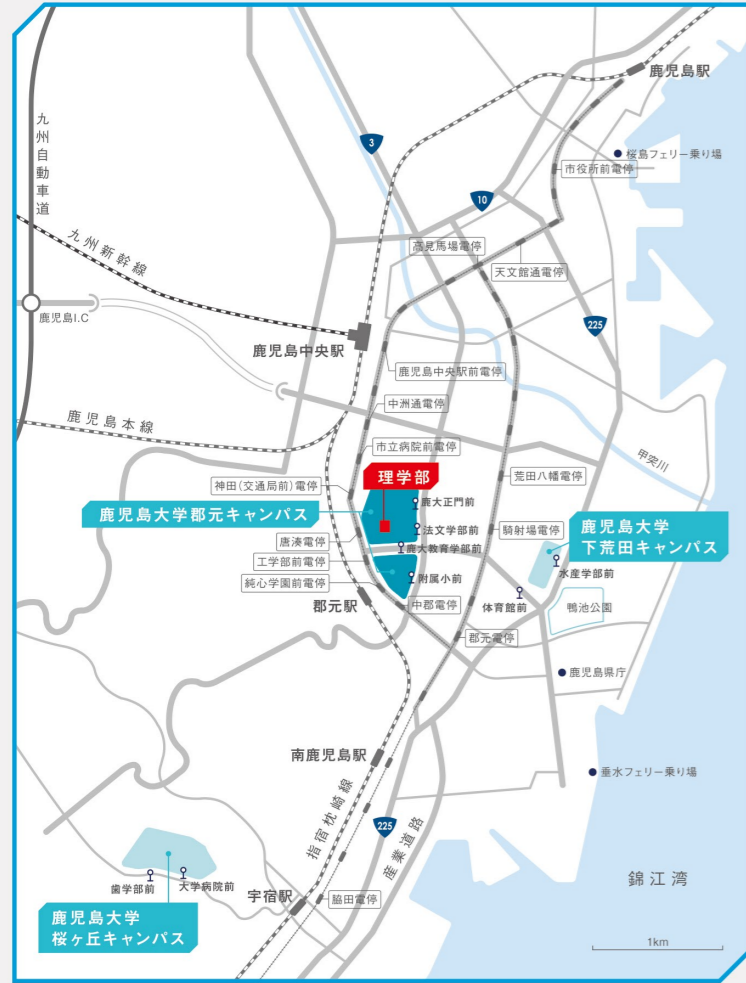 鹿児島駅
九州自動車道
3
桜島フェリー乗り場
市役所前電停
10
九州新幹線
高見馬場電停
天文館通電停
鹿児島I.C
225
鹿児島中央駅
鹿児島中央駅前電停
鹿児島本線
中洲通電停
市立病院前電停
甲突川
理学部
荒田八幡電停
神田(交通局前)電停
鹿大正門前
鹿児島大学郡元キャンパス
法文学部前
騎射場電停
鹿児島大学
下荒田キャンパス
唐湊電停
鹿大教育学部前
工学部前電停
水産学部前
純心学園前電停
附属小前
体育館前
鴨池公園
郡元駅
中郡電停
郡元電停
鹿児島県庁
南鹿児島駅
垂水フェリー乗り場
指宿枕崎線
225
産業道路
歯学部前
大学病院前
錦江湾
宇宿駅
脇田電停
鹿児島大学
桜ヶ丘キャンパス
1km